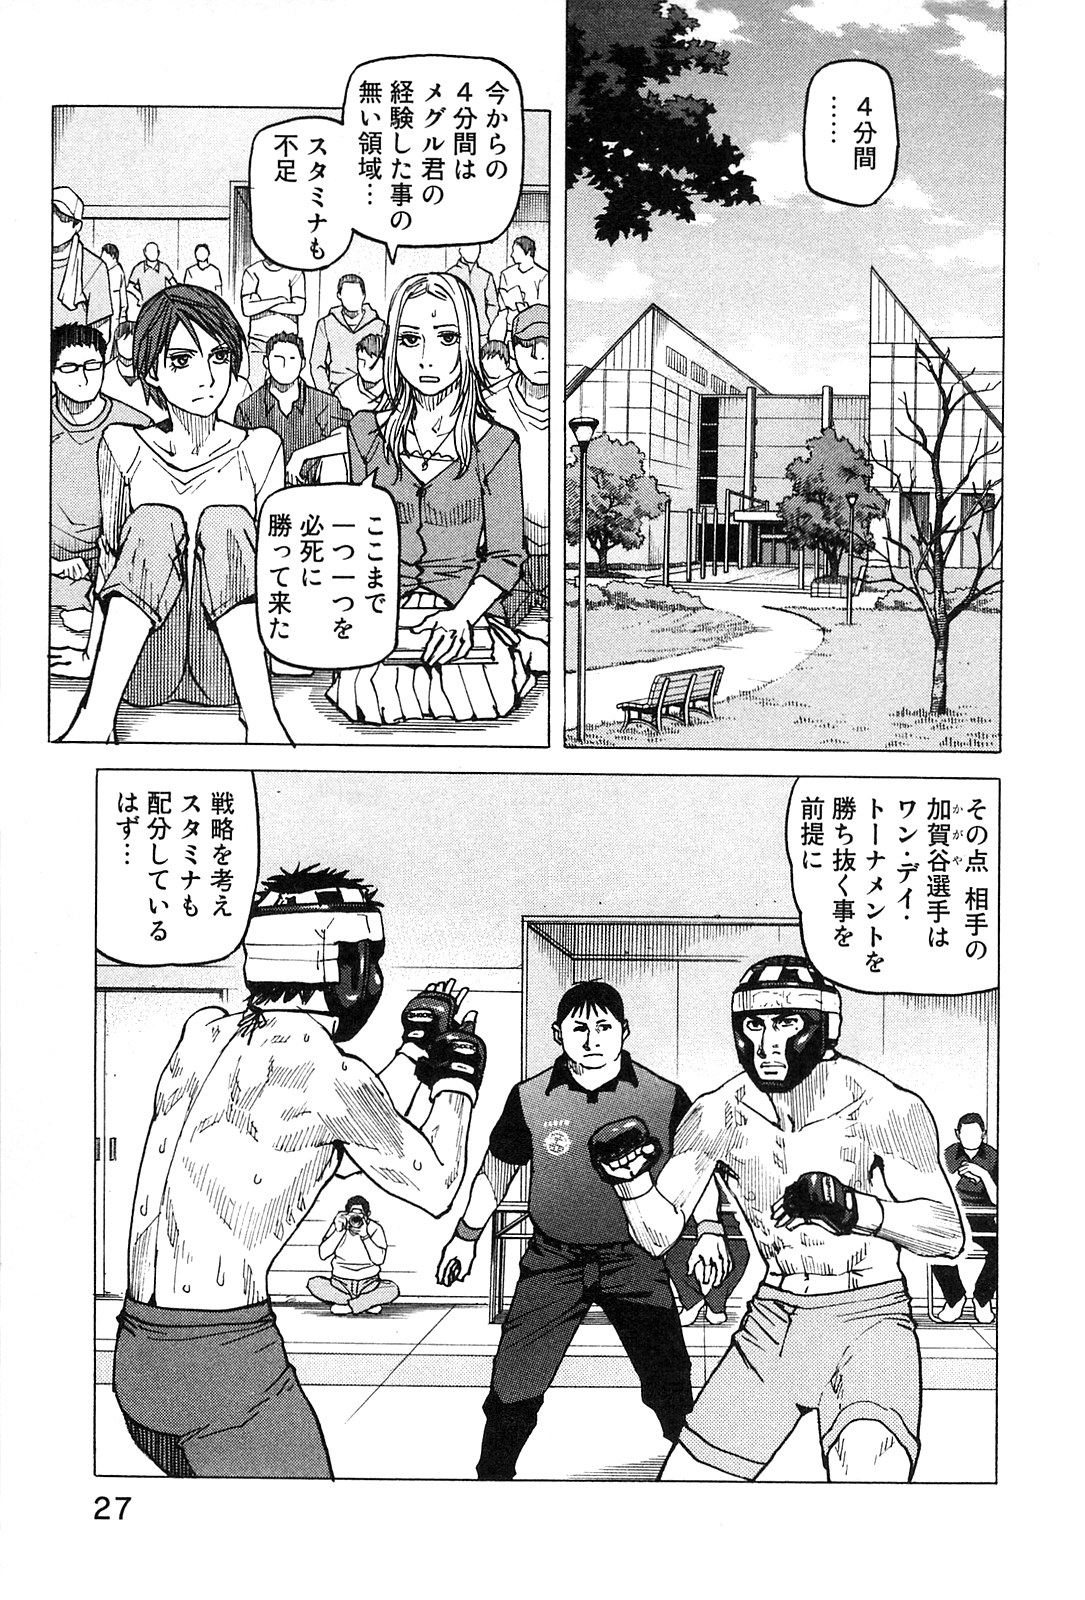 ４分間
……
今からの
４分間は
メグル君の
経験した事の
無い領域…
スタミナも
不足
ここまで
一つ一つを
必死に
勝って来た
その点 相手の
加賀谷選手は
かがや
ワン・デイ・
トーナメントを
勝ち抜く事を
前提に
戦略を考え
スタミナも
配分している
はず…
27